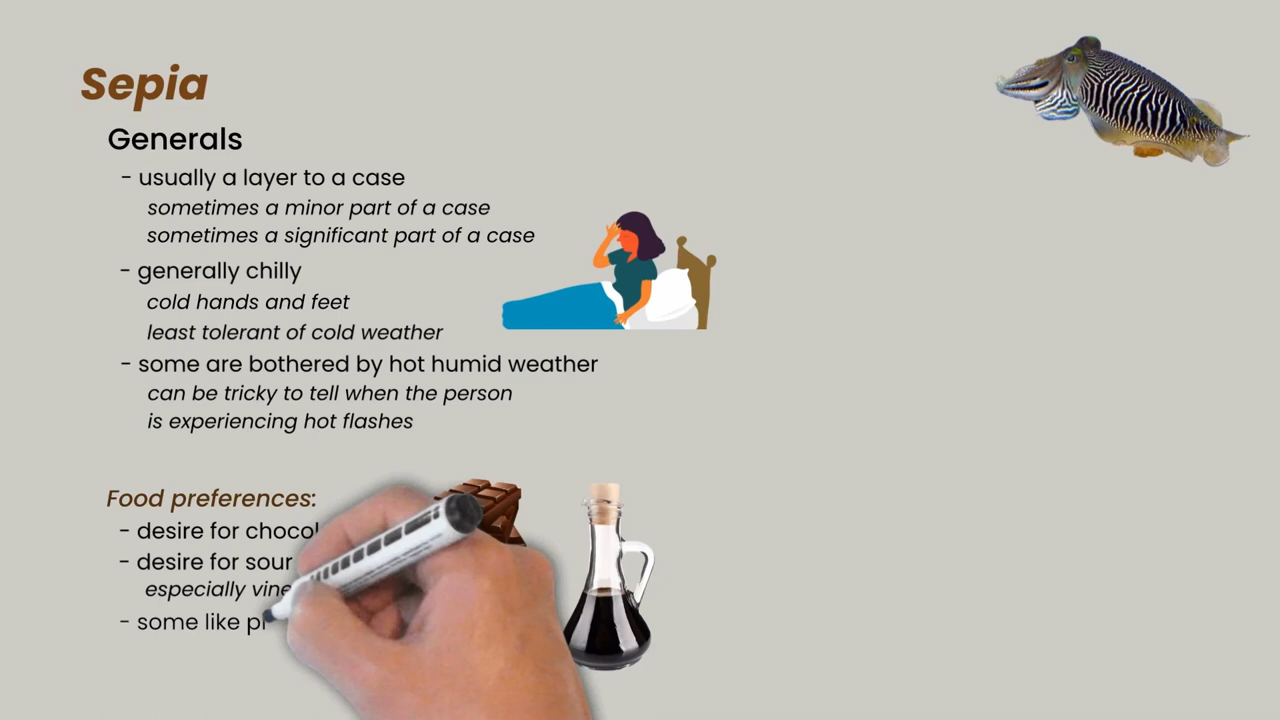 Sepia
Generals
- usually a layer to a case
sometimes a minor part of a case
sometimes a significant part of a case
- generally chilly
cold hands and feet
least tolerant of cold weather
- some are bothered by hot humid weather
can be tricky to tell when the person
is experiencing hot flashes
Food preferences:
- desire for
- desire for sour
especially
- some like